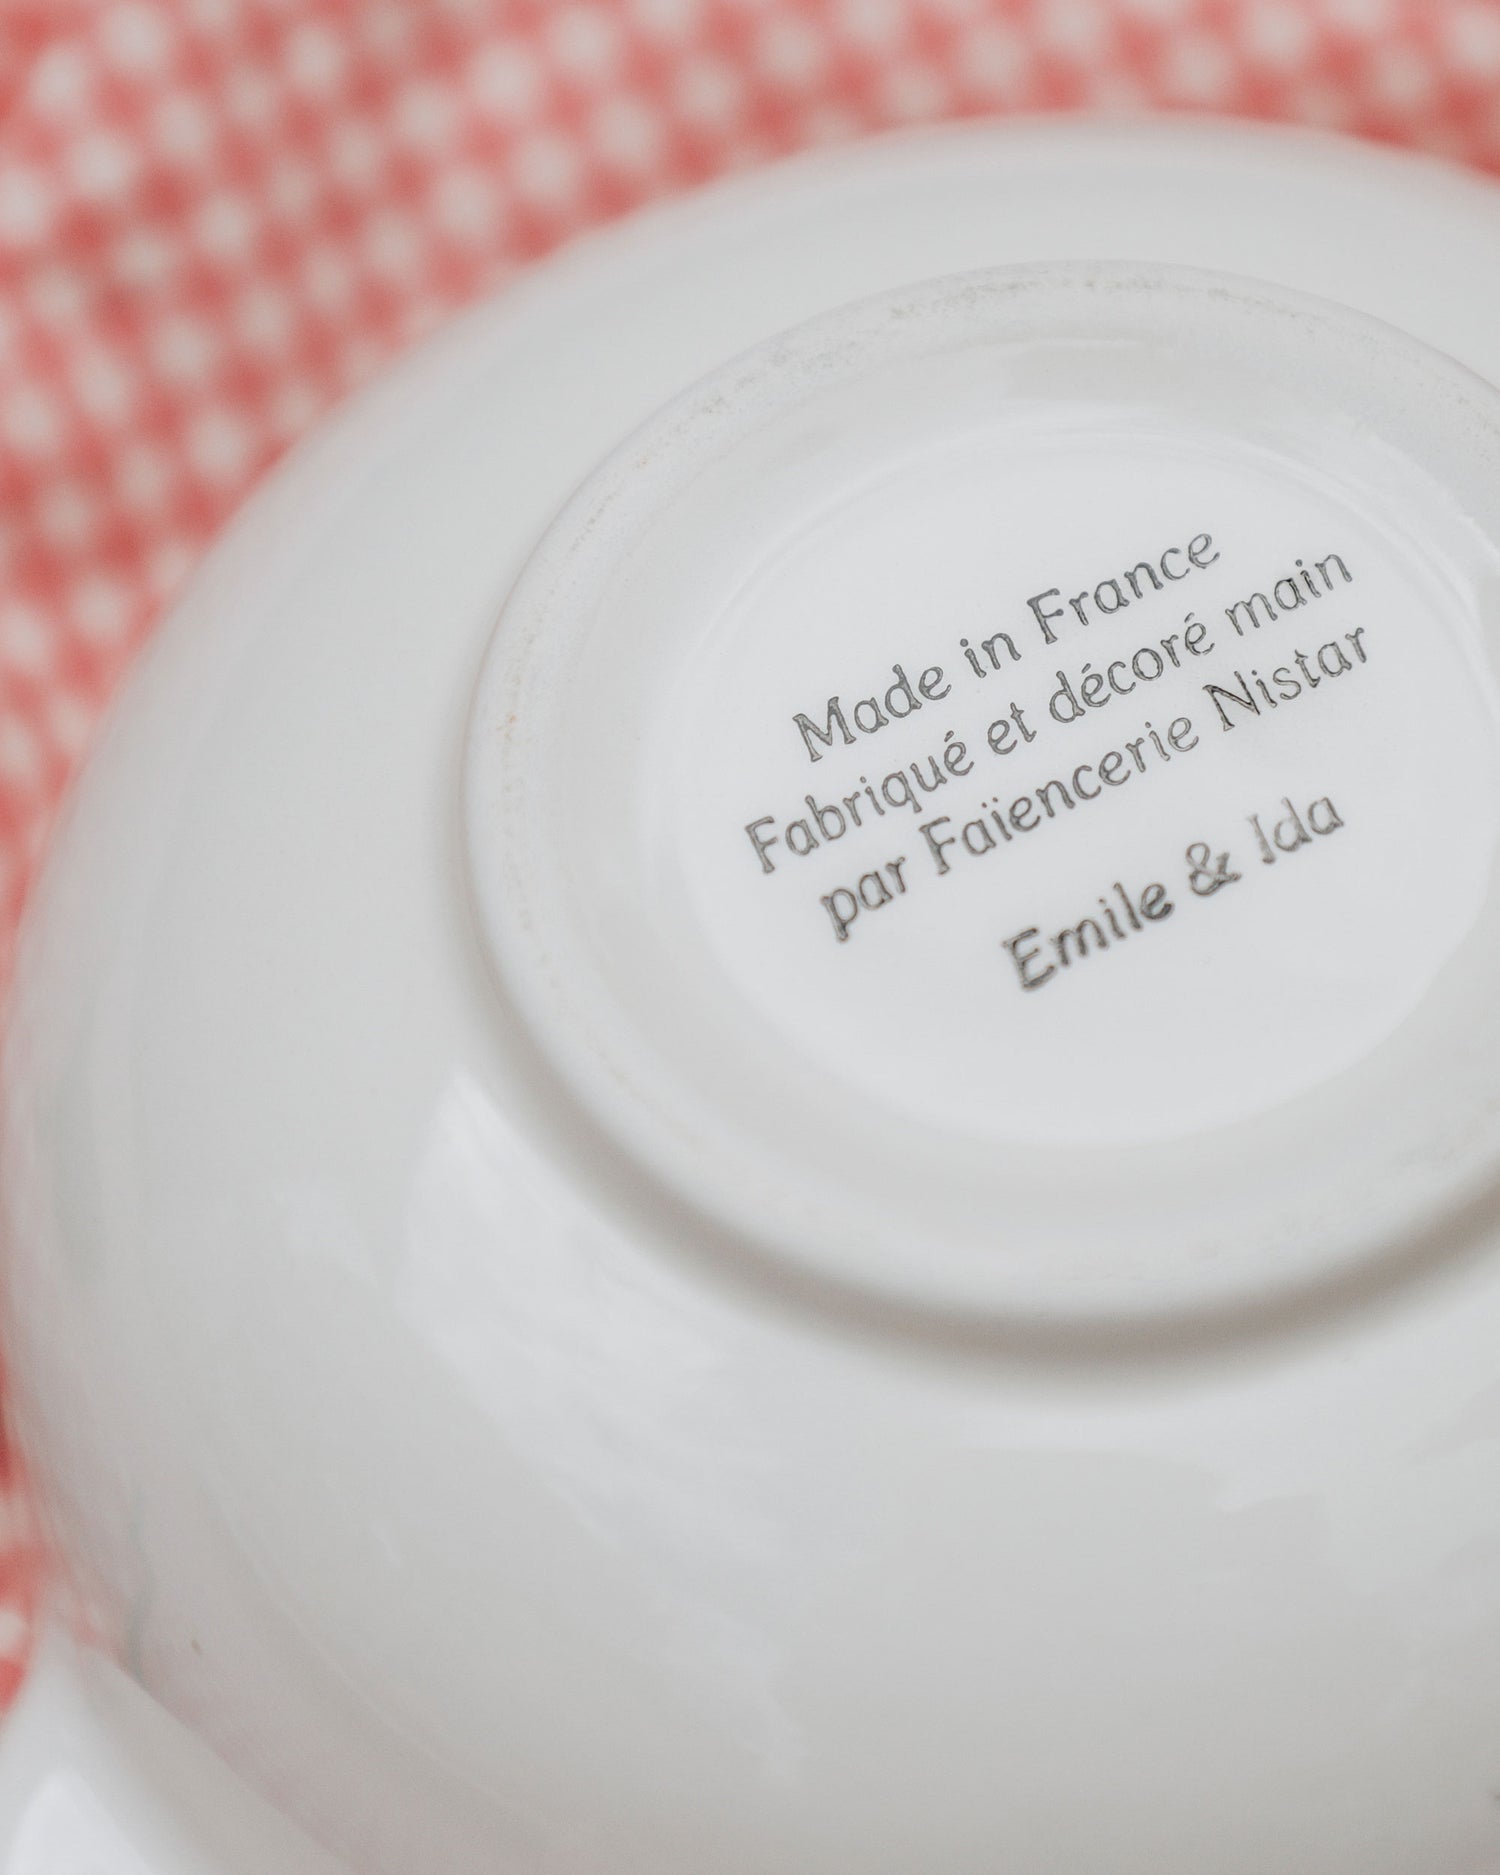 Made in France
Fabriqué et décoré main
par Faïencerie Nistar
Emile & Ida